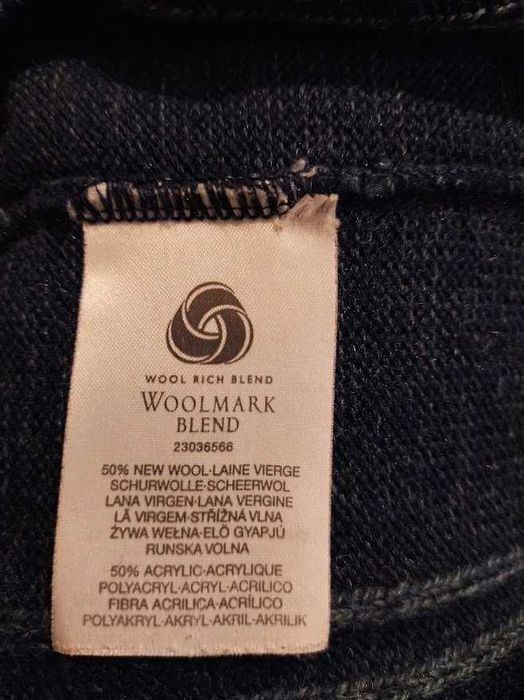 WOOL RICH BLEND
WOOLMARK
BLEND
23036566
50% NEW WOOL·LAINE VIERGE
SCHURWOLLE·SCHEERWOL
LANA VIRGEN·LANA VERGINE
LÃ VIRGEM·STŘÍŽNÁ VLNA
ŻYWA WEŁNA·ELŐ GYAPJÚ
RUNSKA VOLNA
50% ACRYLIC·ACRYLIQUE
POLYACRYL·ACRYL·ACRILICO
FIBRA ACRILICA·ACRÍLICO
POLYAKRYL·AKRYL·AKRIL·AKRILIK